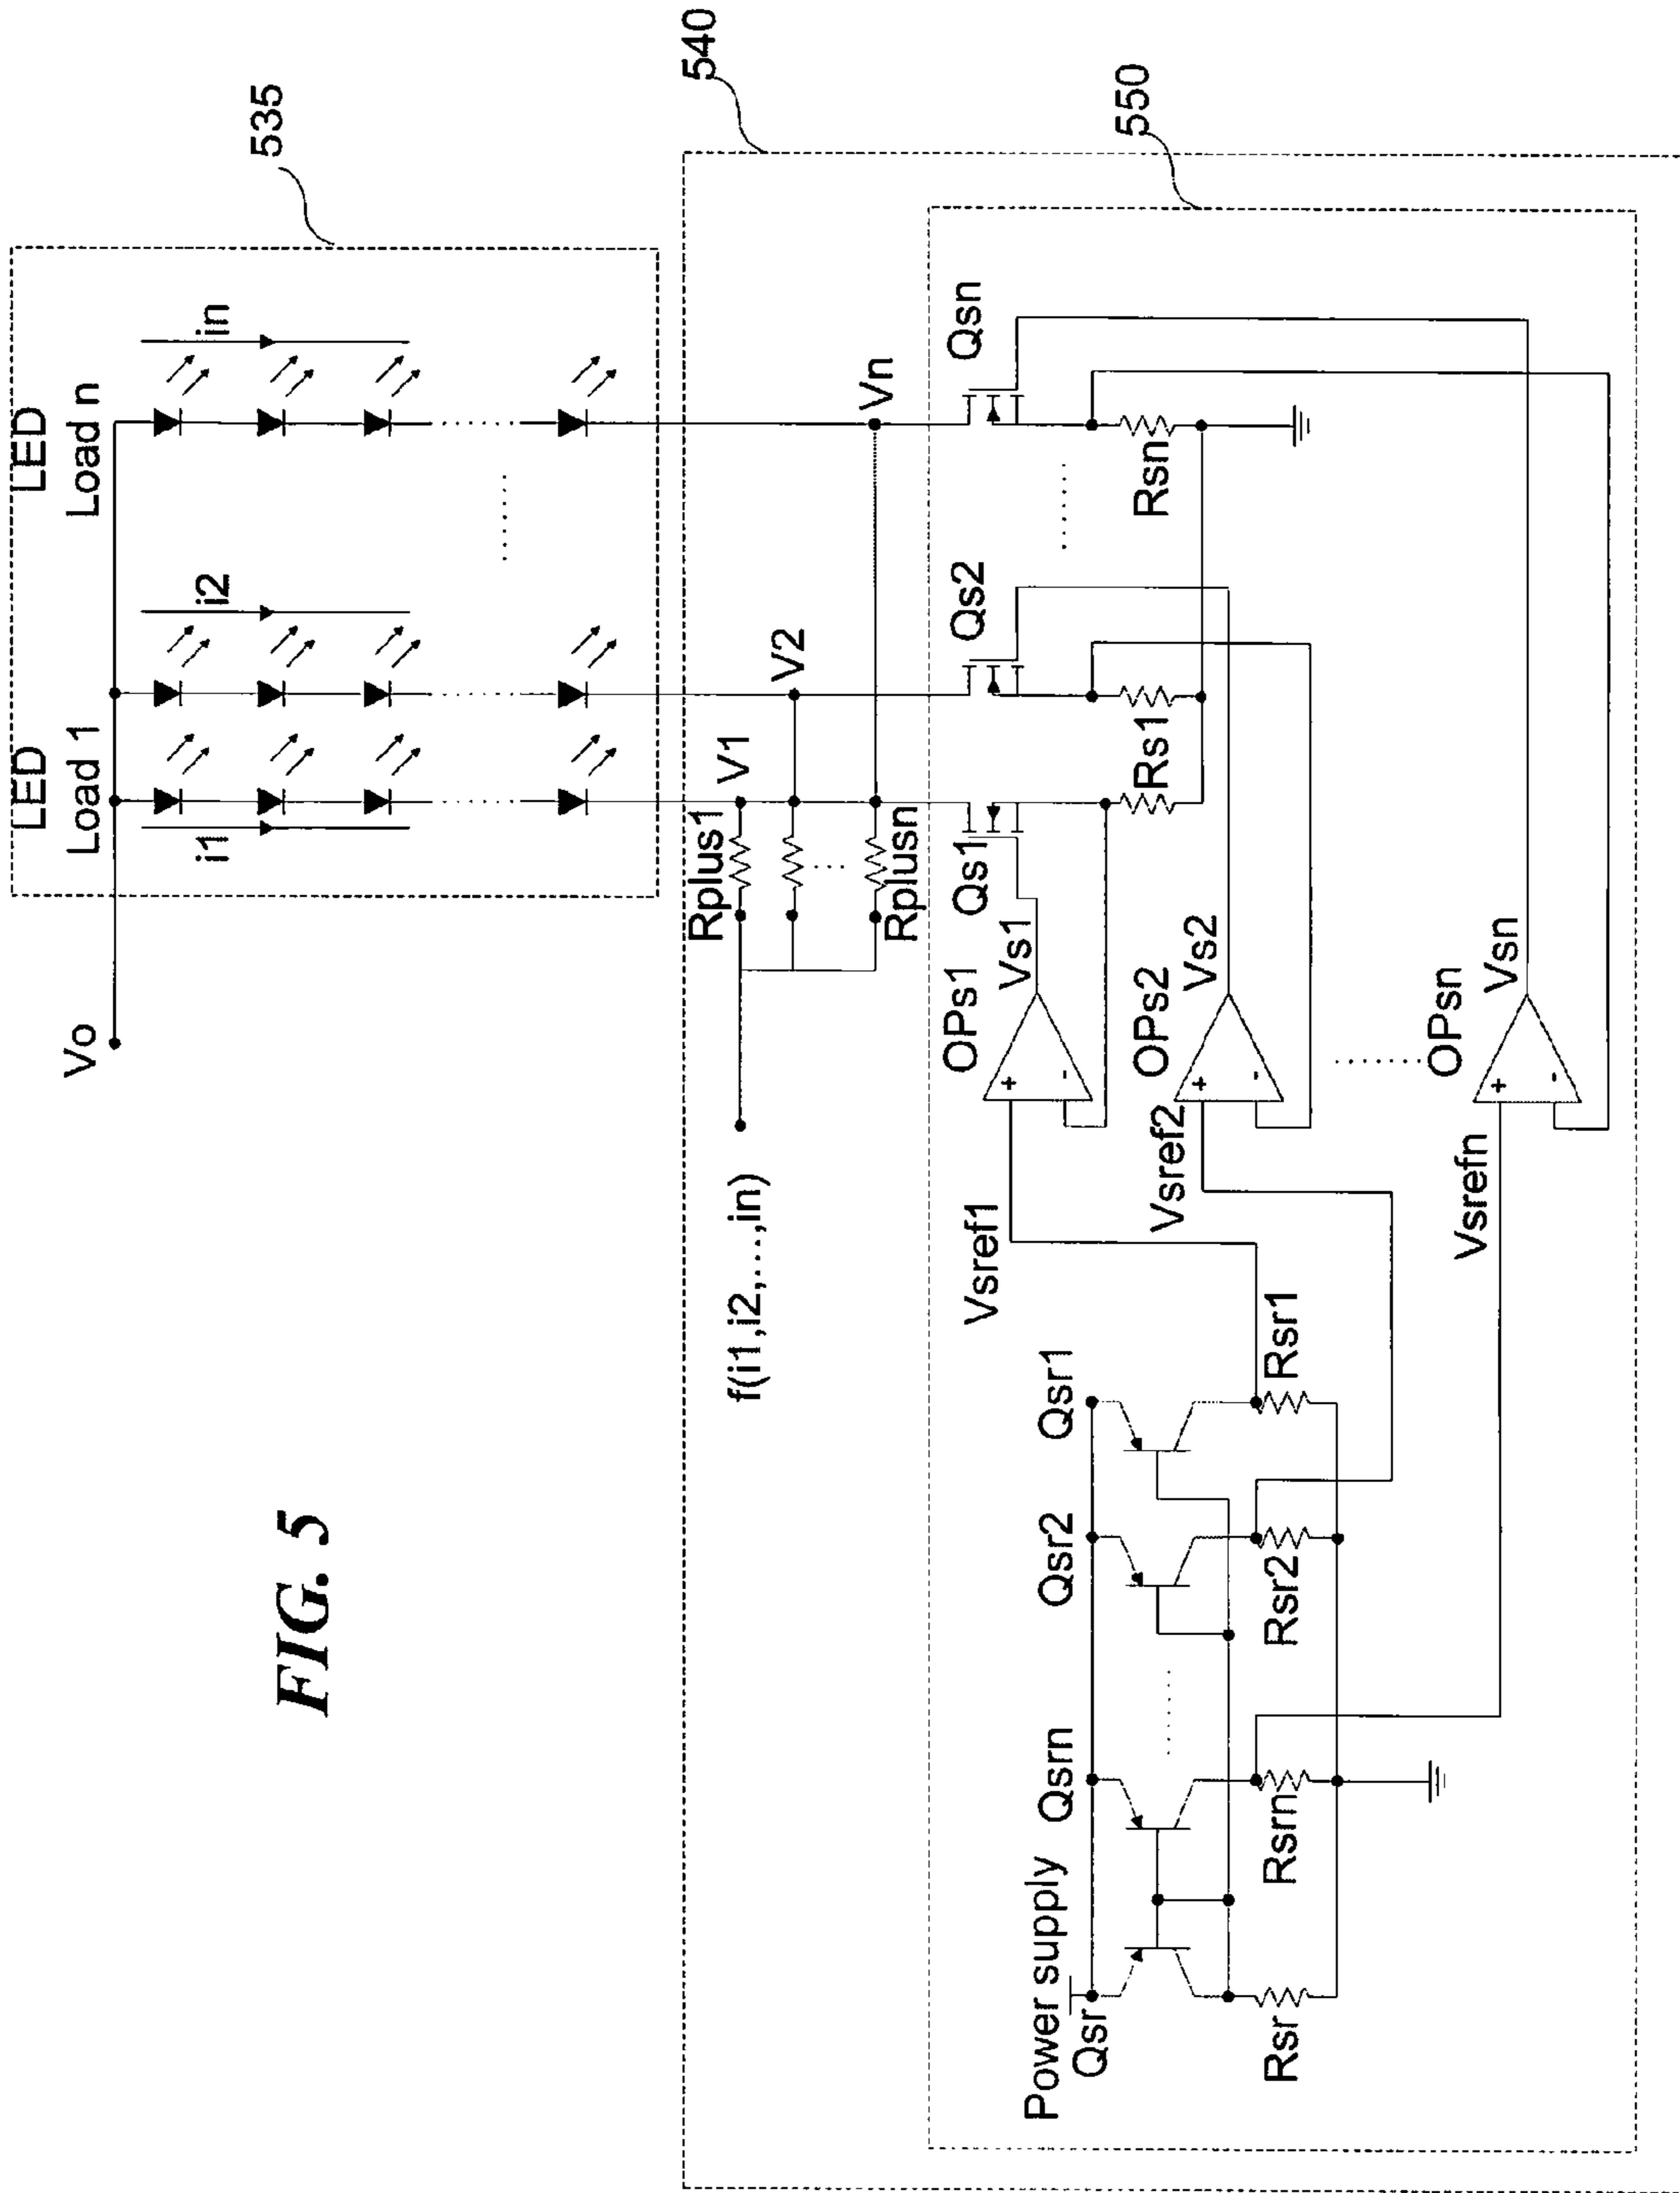 FIG. 5
535
540
550
LED
Load 1
LED
Load n
i1
i2
in
Vo
V1
V2
Vn
Rplus1
Rplusn
f(i1,i2,...,in)
Qs1
Qs2
Qsn
Rs1
Rsn
OPs1
Vs1
OPs2
Vs2
OPsn
Vsn
+
-
+
-
+
-
Vsref1
Vsref2
Vsrefn
Power supply
Qsr
Qsrn
Qsr2
Qsr1
Rsr
Rsrn
Rsr2
Rsr1